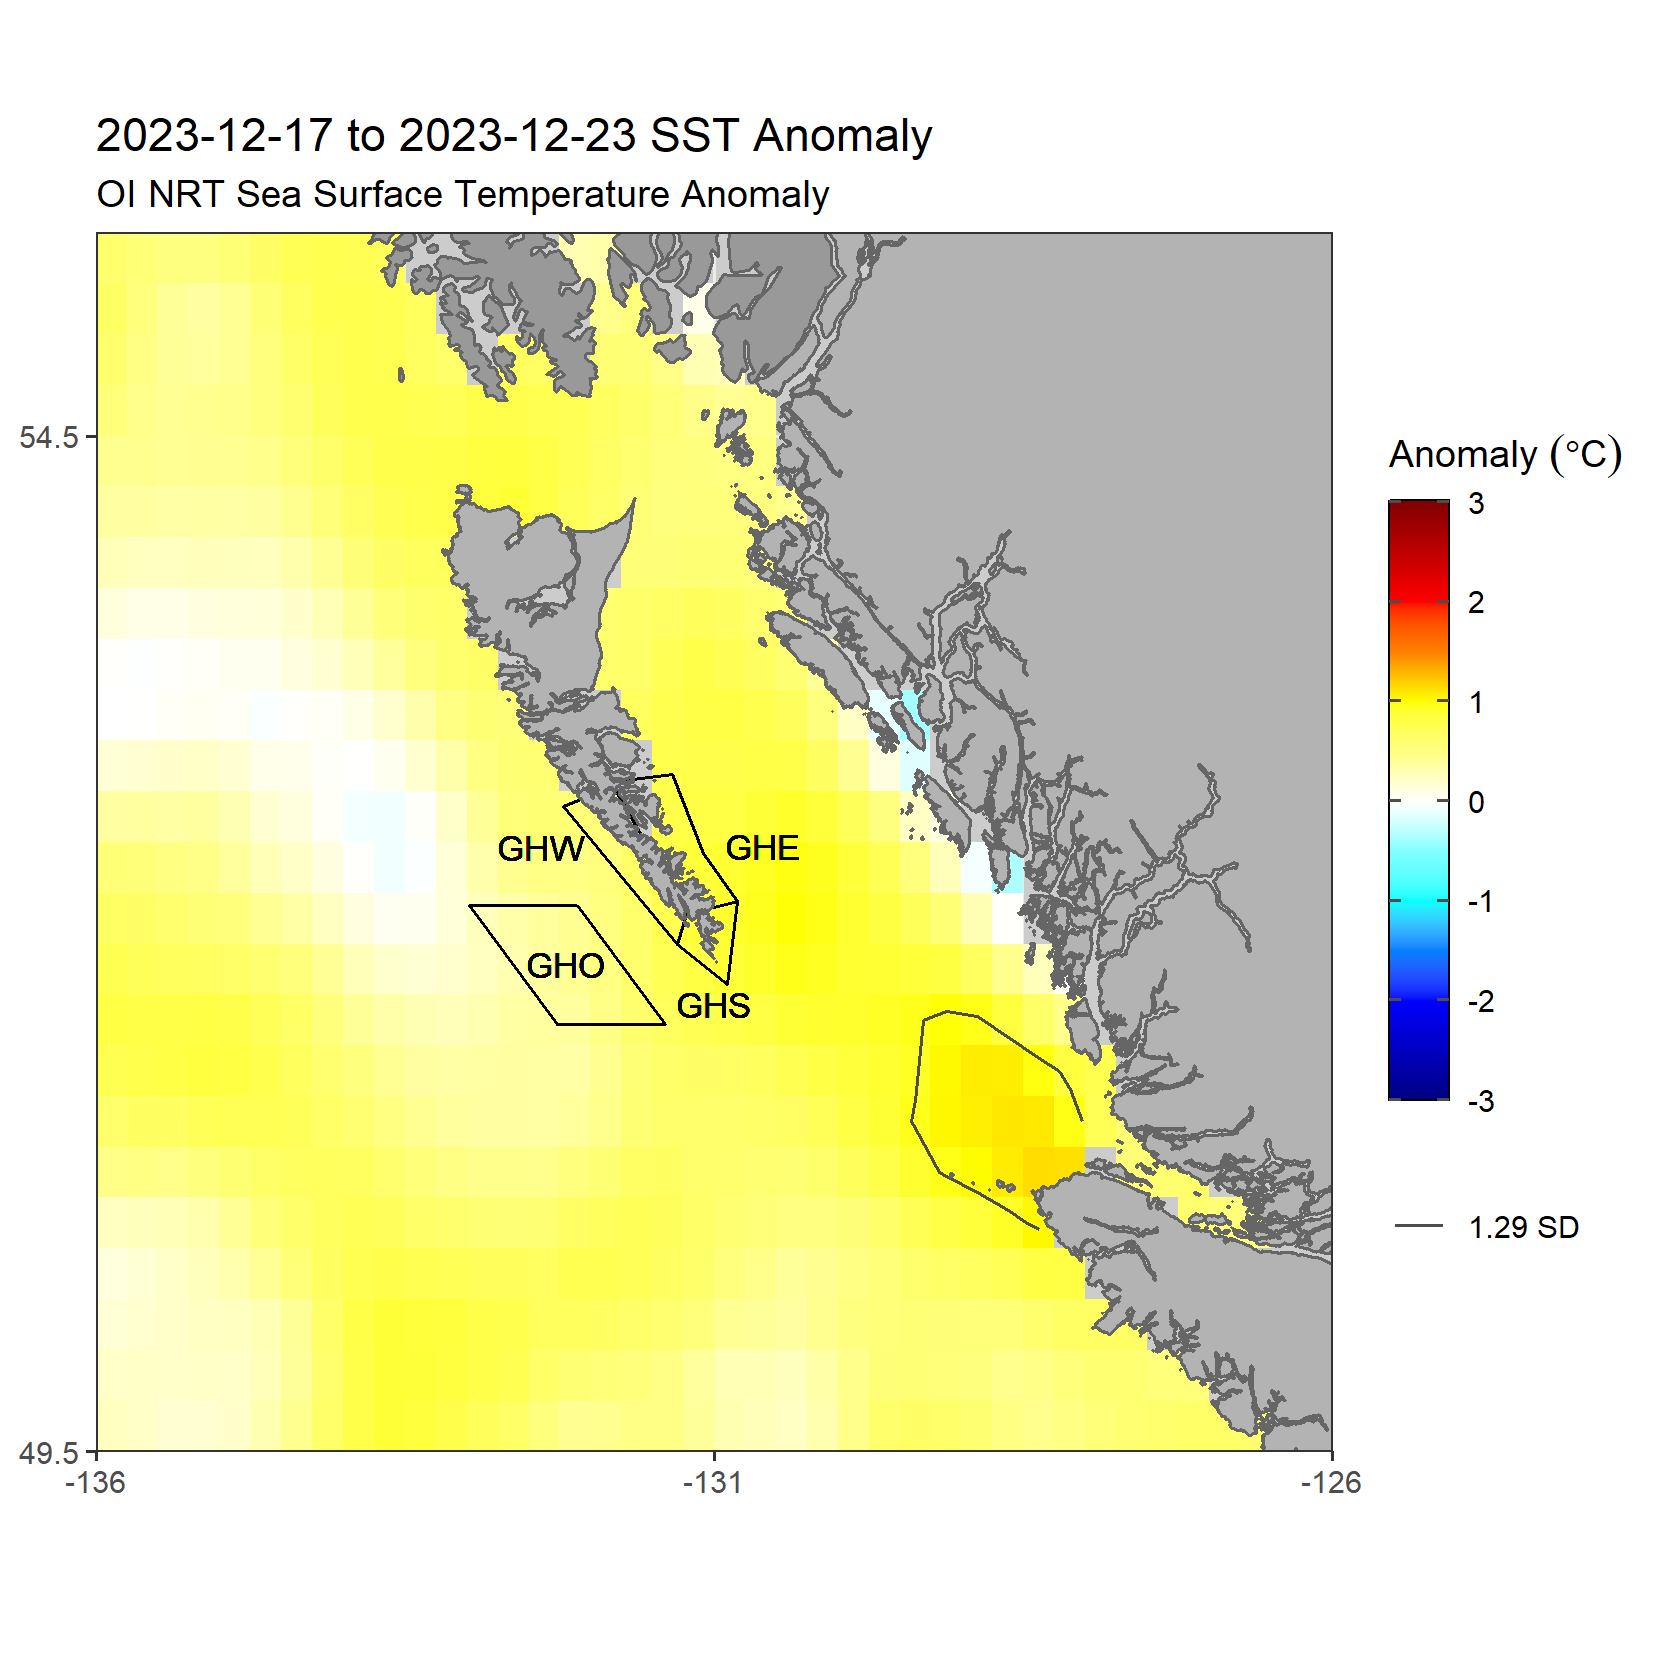 2023-12-17 to 2023-12-23 SST Anomaly
OI NRT Sea Surface Temperature Anomaly
54.5
49.5
-136
-131
-126
GHW
GHE
GHO
GHS
Anomaly (°C)
3
2
1
0
-1
-2
-3
1.29 SD